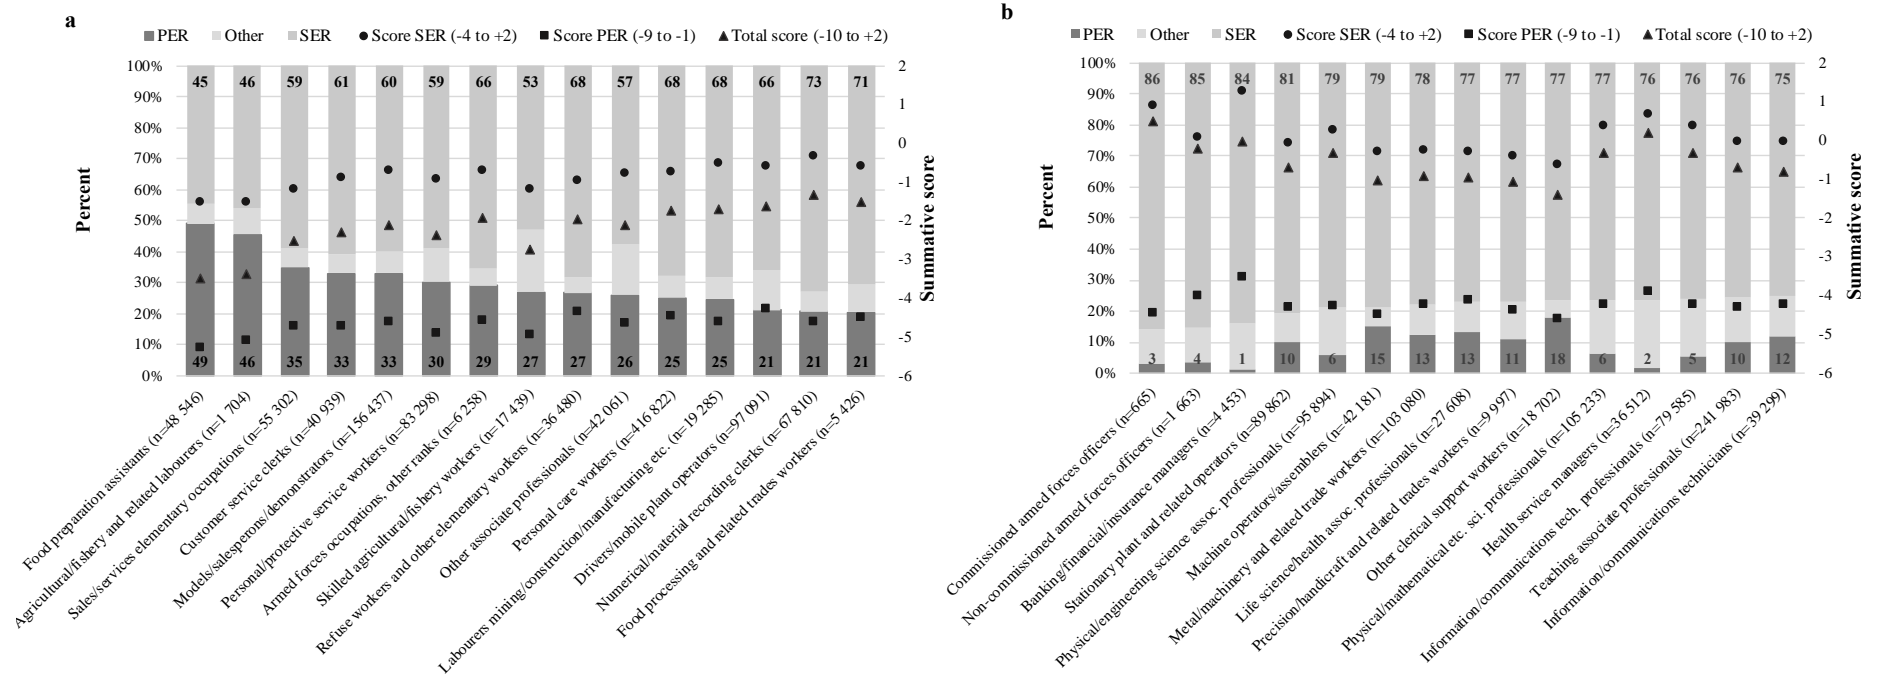 a
PER Other SER Score SER (-4 to +2) Score PER (-9 to -1) Total score (-10 to +2)
100% 90% 80% 70% 60% 50% 40% 30% 20% 10% 0%
Percent
45 46 59 61 60 59 66 53 68 57 68 68 66 73 71
49 46 35 33 33 30 29 27 27 26 25 25 21 21 21
2 1 0 -1 -2 -3 -4 -5 -6
Summative score
Food preparation assistants (n=48 546)
Agricultural/fishery and related labourers (n=1 704)
Sales/services elementary occupations (n=55 302)
Customer service clerks (n=40 939)
Models/salespersons/demonstrators (n=156 437)
Personal/protective service workers (n=83 298)
Armed forces occupations, other ranks (n=6 258)
Skilled agricultural/fishery workers (n=17 439)
Refuse workers and other elementary workers (n=36 480)
Other associate professionals (n=42 061)
Personal care workers (n=416 822)
Labourers mining/construction/manufacturing etc. (n=19 285)
Drivers/mobile plant operators (n=97 091)
Numerical/material recording clerks (n=67 810)
Food processing and related trades workers (n=5 426)
b
PER Other SER Score SER (-4 to +2) Score PER (-9 to -1) Total score (-10 to +2)
100% 90% 80% 70% 60% 50% 40% 30% 20% 10% 0%
Percent
86 85 84 81 79 79 78 77 77 77 77 76 76 76 75
3 4 1 10 6 15 13 13 11 18 6 2 5 10 12
2 1 0 -1 -2 -3 -4 -5 -6
Summative score
Commissioned armed forces officers (n=665)
Non-commissioned armed forces officers (n=1 663)
Banking/financial/insurance managers (n=4 453)
Stationary plant and related operators (n=89 862)
Physical/engineering science assoc. professionals (n=95 894)
Machine operators/assemblers (n=42 181)
Metal/machinery and related trade workers (n=103 080)
Life science/health assoc. professionals (n=27 608)
Precision/handicraft and related trades workers (n=9 997)
Other clerical support workers (n=18 702)
Physical/mathematical etc. sci. professionals (n=105 233)
Health service managers (n=36 512)
Information/communications tech. professionals (n=79 585)
Teaching associate professionals (n=241 983)
Information/communications technicians (n=39 299)